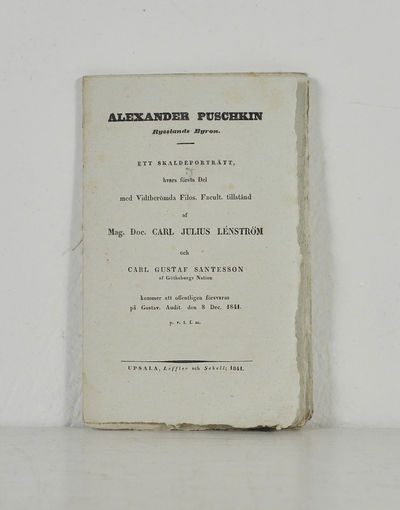 ALEXANDER PUSCHKIN
Rysslands Byron.
ETT SKALDEPORTRÄTT,
hvars första Del
med Vidtberömda Filos. Facult. tillstånd
af
Mag. Doc. CARL JULIUS LÉNSTRÖM
och
CARL GUSTAF SANTESSON
af Götheborgs Nation
kommer att offentligen försvaras
på Gustav. Audit. den 8 Dec. 1841.
p. v. t. f. m.
UPSALA, Leffler och Sebell; 1841.